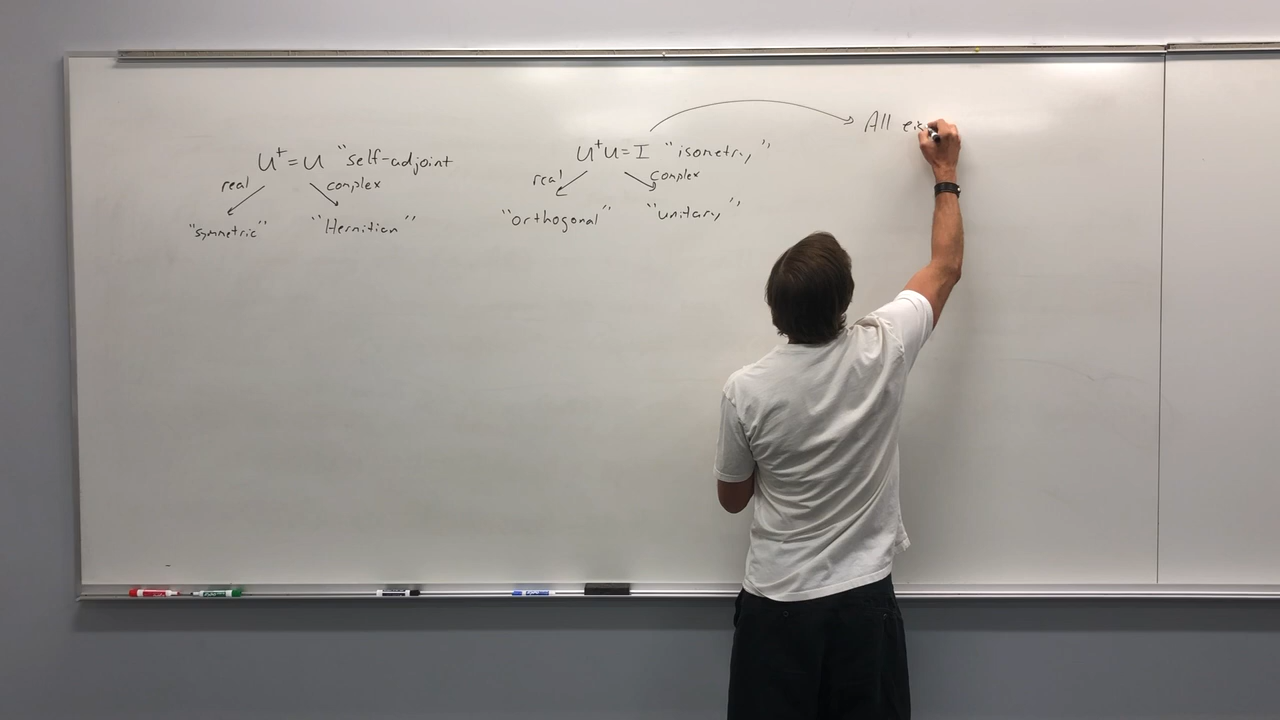 U† = U "self-adjoint
real complex
"symmetric" "Hermitian"
U†U = I "isometry"
real complex
"orthogonal" "unitary"
All